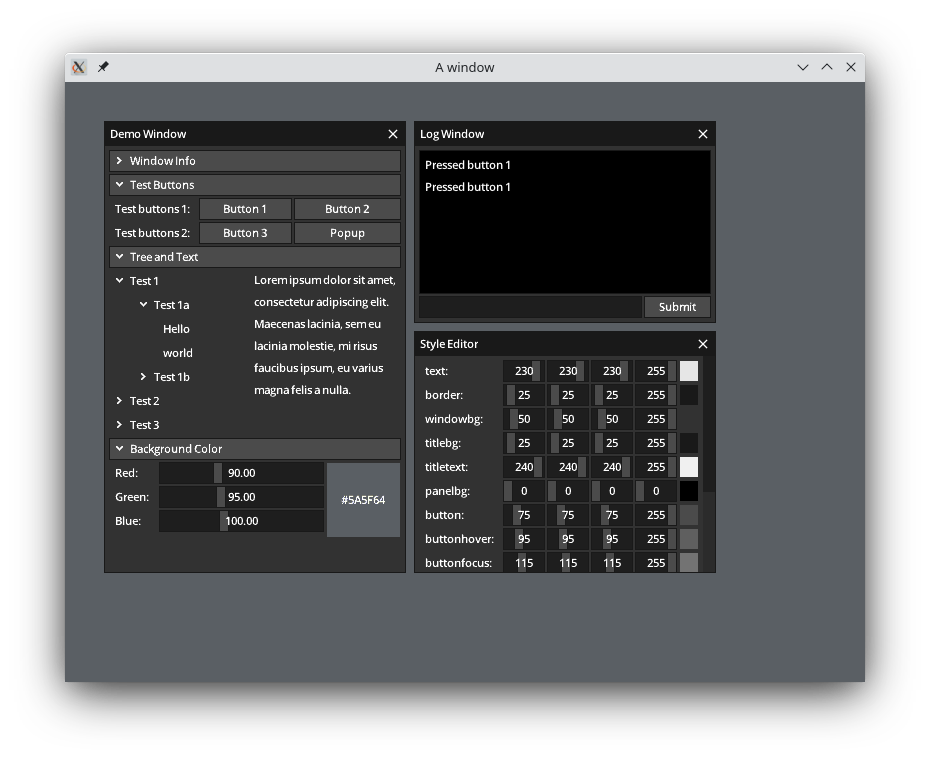 A window
Demo Window
Window Info
Test Buttons
Test buttons 1: Button 1 Button 2
Test buttons 2: Button 3 Popup
Tree and Text
Test 1
Test 1a
Hello
world
Test 1b
Test 2
Test 3
Lorem ipsum dolor sit amet,
consectetur adipiscing elit.
Maecenas lacinia, sem eu
lacinia molestie, mi risus
faucibus ipsum, eu varius
magna felis a nulla.
Background Color
Red: 90.00
Green: 95.00
Blue: 100.00
#5A5F64
Log Window
Pressed button 1
Pressed button 1
Submit
Style Editor
text: 230 230 230 255
border: 25 25 25 255
windowbg: 50 50 50 255
titlebg: 25 25 25 255
titletext: 240 240 240 255
panelbg: 0 0 0 0
button: 75 75 75 255
buttonhover: 95 95 95 255
buttonfocus: 115 115 115 255